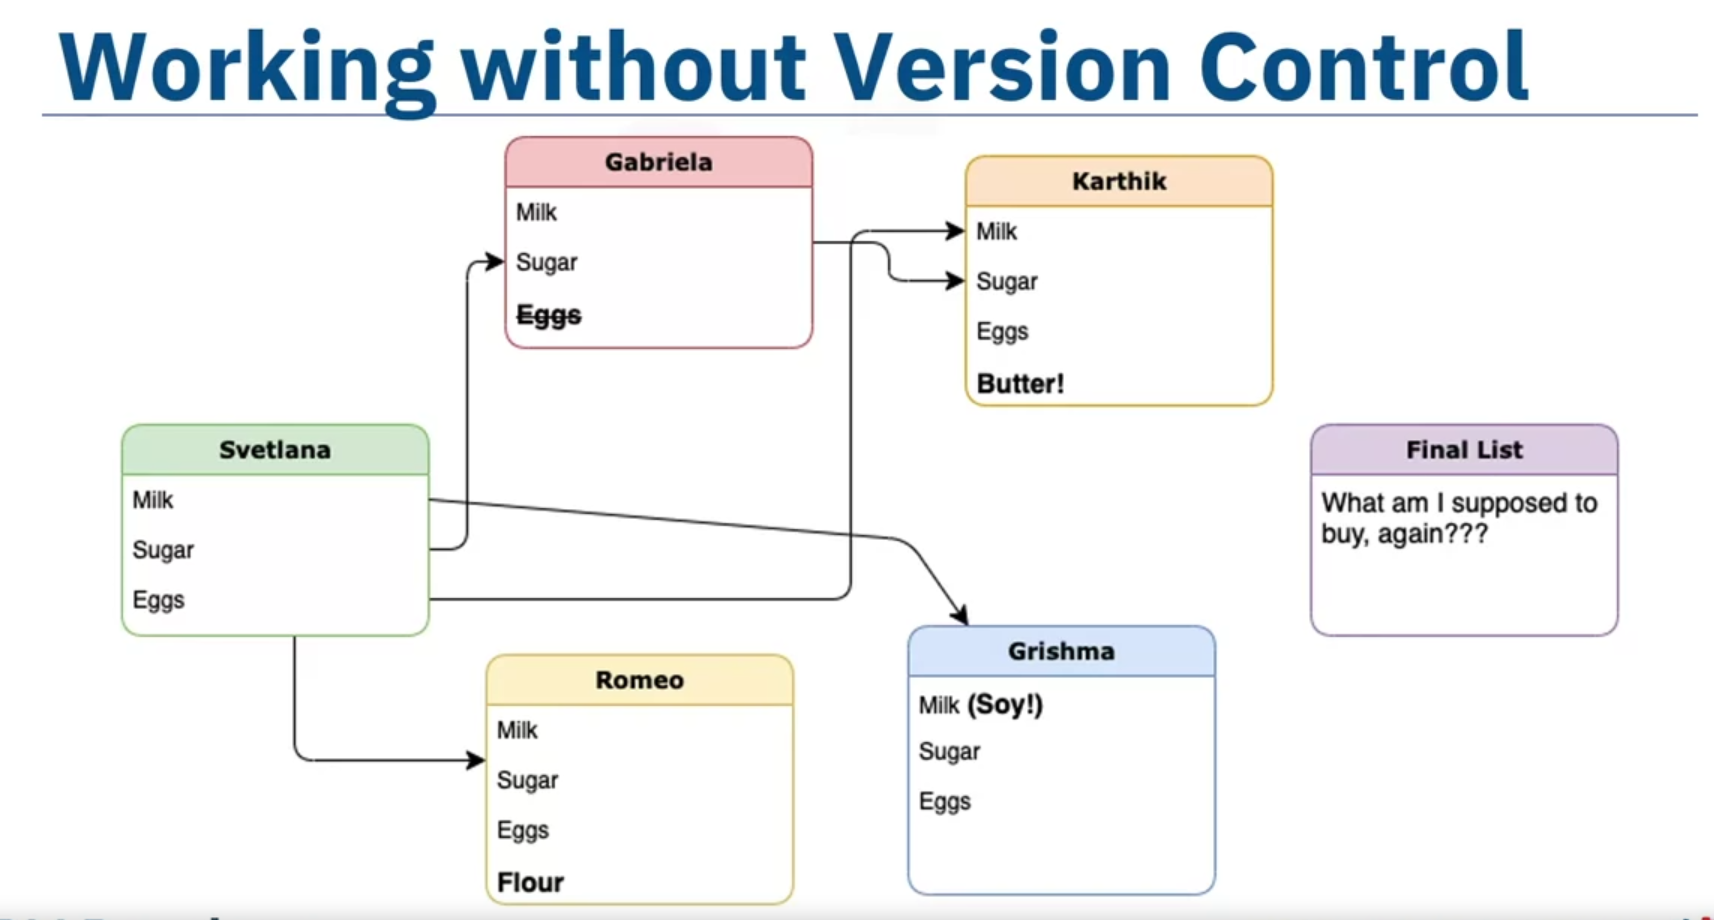 Working without Version Control
Gabriela
Milk
Sugar
Eggs
Karthik
Milk
Sugar
Eggs
Butter!
Svetlana
Milk
Sugar
Eggs
Final List
What am I supposed to
buy, again???
Romeo
Milk
Sugar
Eggs
Flour
Grishma
Milk (Soy!)
Sugar
Eggs